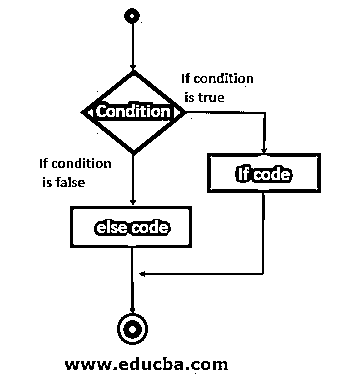 If condition
is true
Condition
If condition
is false
If code
else code
www.educba.com